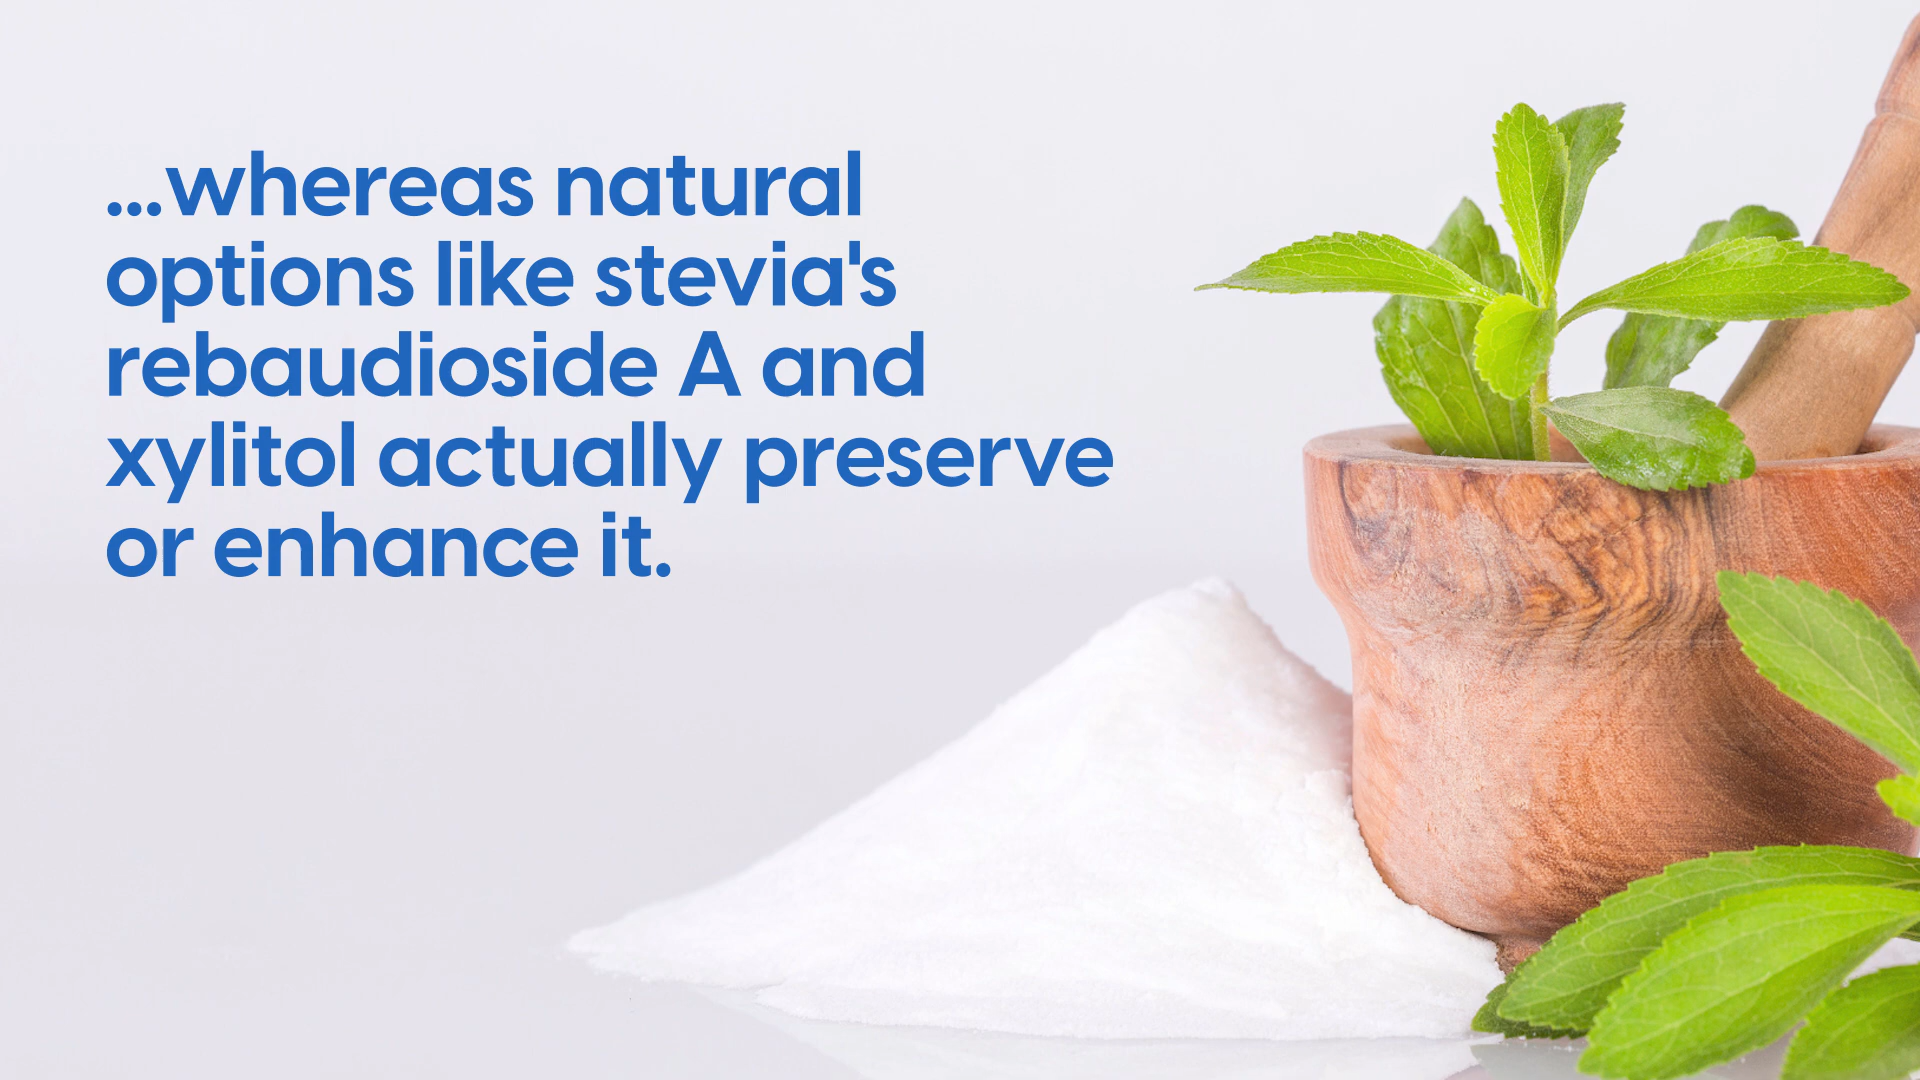 ...whereas natural
options like stevia's
rebaudioside A and
xylitol actually preserve
or enhance it.